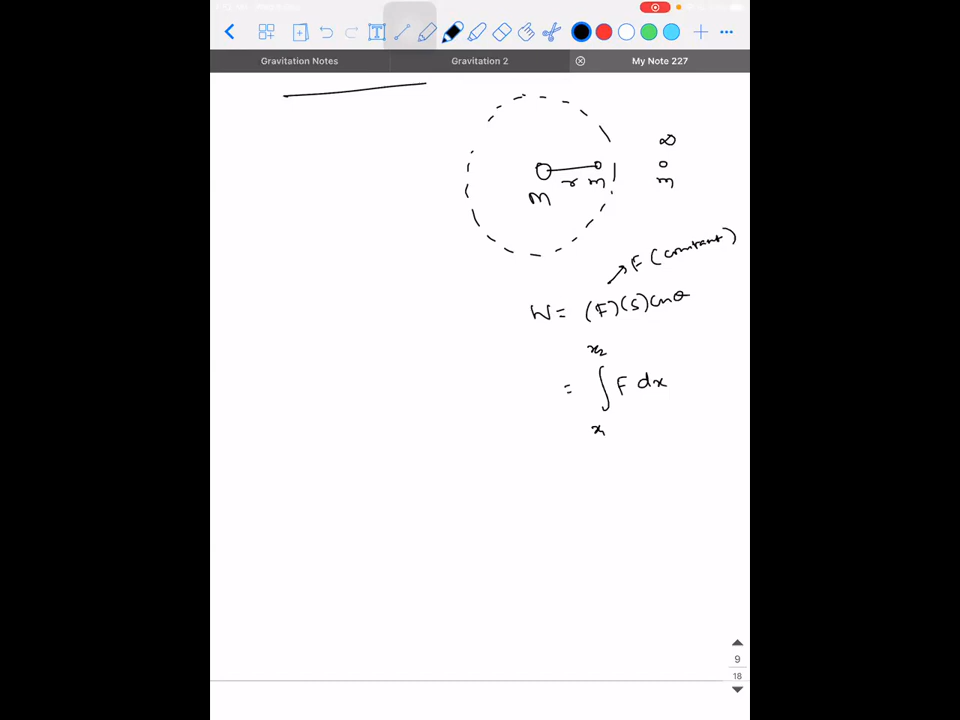 Gravitation Notes
Gravitation 2
My Note 227
∞
m
r m
M
F (constant)
W = (F)(S)cosθ
x2
= ∫ F dx
x1
9
18